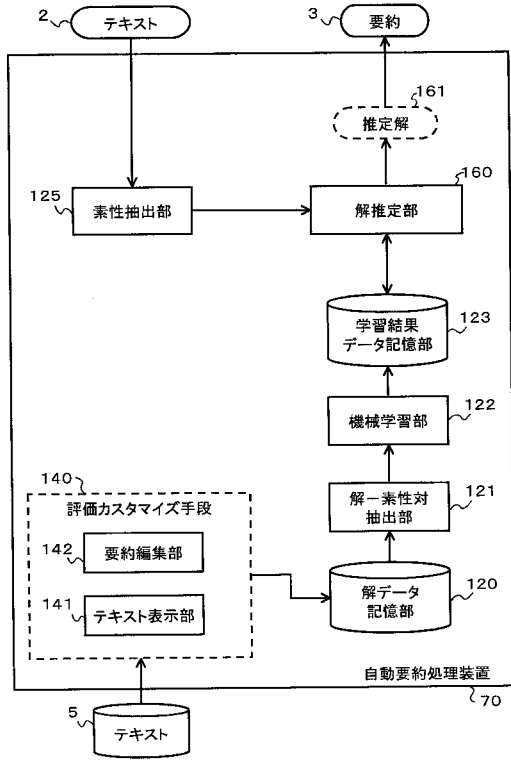 2
テキスト
3
要約
161
推定解
125
素性抽出部
160
解推定部
学習結果
データ記憶部
123
機械学習部
122
140
評価カスタマイズ手段
解－素性対
抽出部
121
142
要約編集部
141
テキスト表示部
解データ
記憶部
120
自動要約処理装置
70
5
テキスト